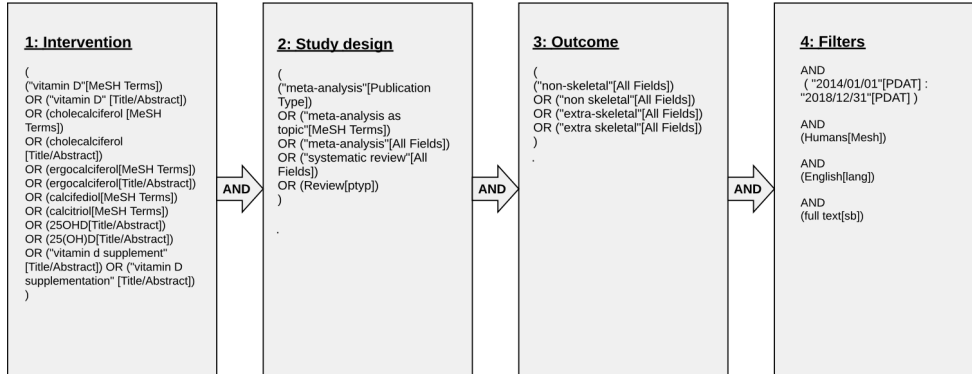 1: Intervention
(
("vitamin D"[MeSH Terms])
OR ("vitamin D" [Title/Abstract])
OR (cholecalciferol [MeSH
Terms])
OR (cholecalciferol
[Title/Abstract])
OR (ergocalciferol[MeSH Terms])
OR (ergocalciferol[Title/Abstract])
OR (calcifediol[MeSH Terms])
OR (calcitriol[MeSH Terms])
OR (25OHD[Title/Abstract])
OR (25(OH)D[Title/Abstract])
OR ("vitamin d supplement"
[Title/Abstract]) OR ("vitamin D
supplementation" [Title/Abstract])
)
AND
2: Study design
(
("meta-analysis"[Publication
Type])
OR ("meta-analysis as
topic"[MeSH Terms])
OR ("meta-analysis"[All Fields])
OR ("systematic review"[All
Fields])
OR (Review[ptyp])
)
.
AND
3: Outcome
(
("non-skeletal"[All Fields])
OR ("non skeletal"[All Fields])
OR ("extra-skeletal"[All Fields])
OR ("extra skeletal"[All Fields])
)
.
AND
4: Filters
AND
( "2014/01/01"[PDAT] :
"2018/12/31"[PDAT] )
AND
(Humans[Mesh])
AND
(English[lang])
AND
(full text[sb])